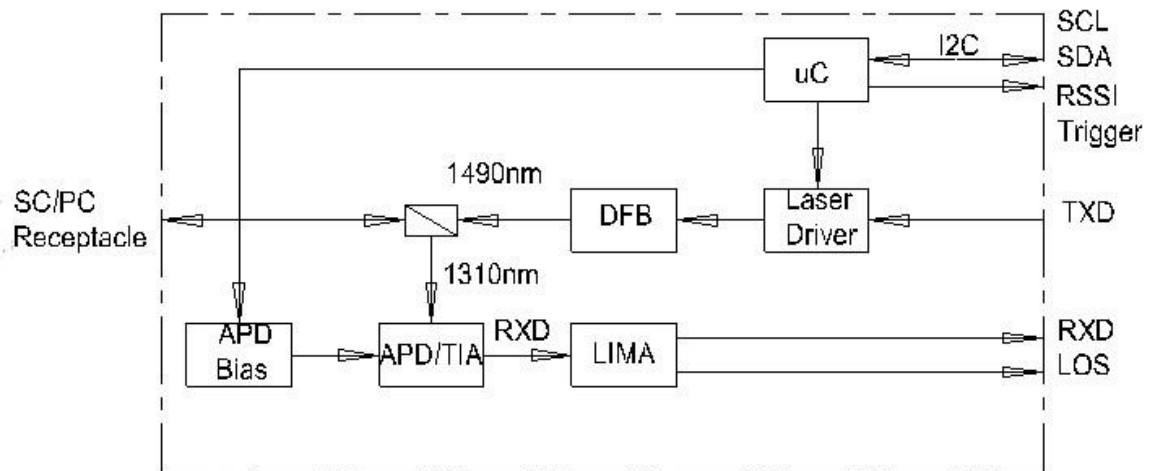 SCL
I2C
SDA
uC
RSSI
Trigger
1490nm
SC/PC
Receptacle
DFB
Laser
Driver
TXD
1310nm
APD
Bias
APD/TIA
RXD
LIMA
RXD
LOS